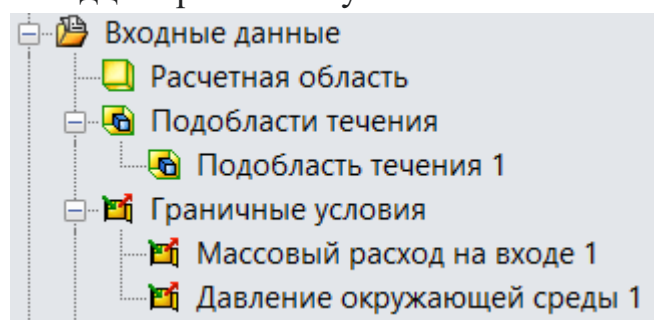 Входные данные
Расчетная область
Подобласти течения
Подобласть течения 1
Граничные условия
Массовый расход на входе 1
Давление окружающей среды 1